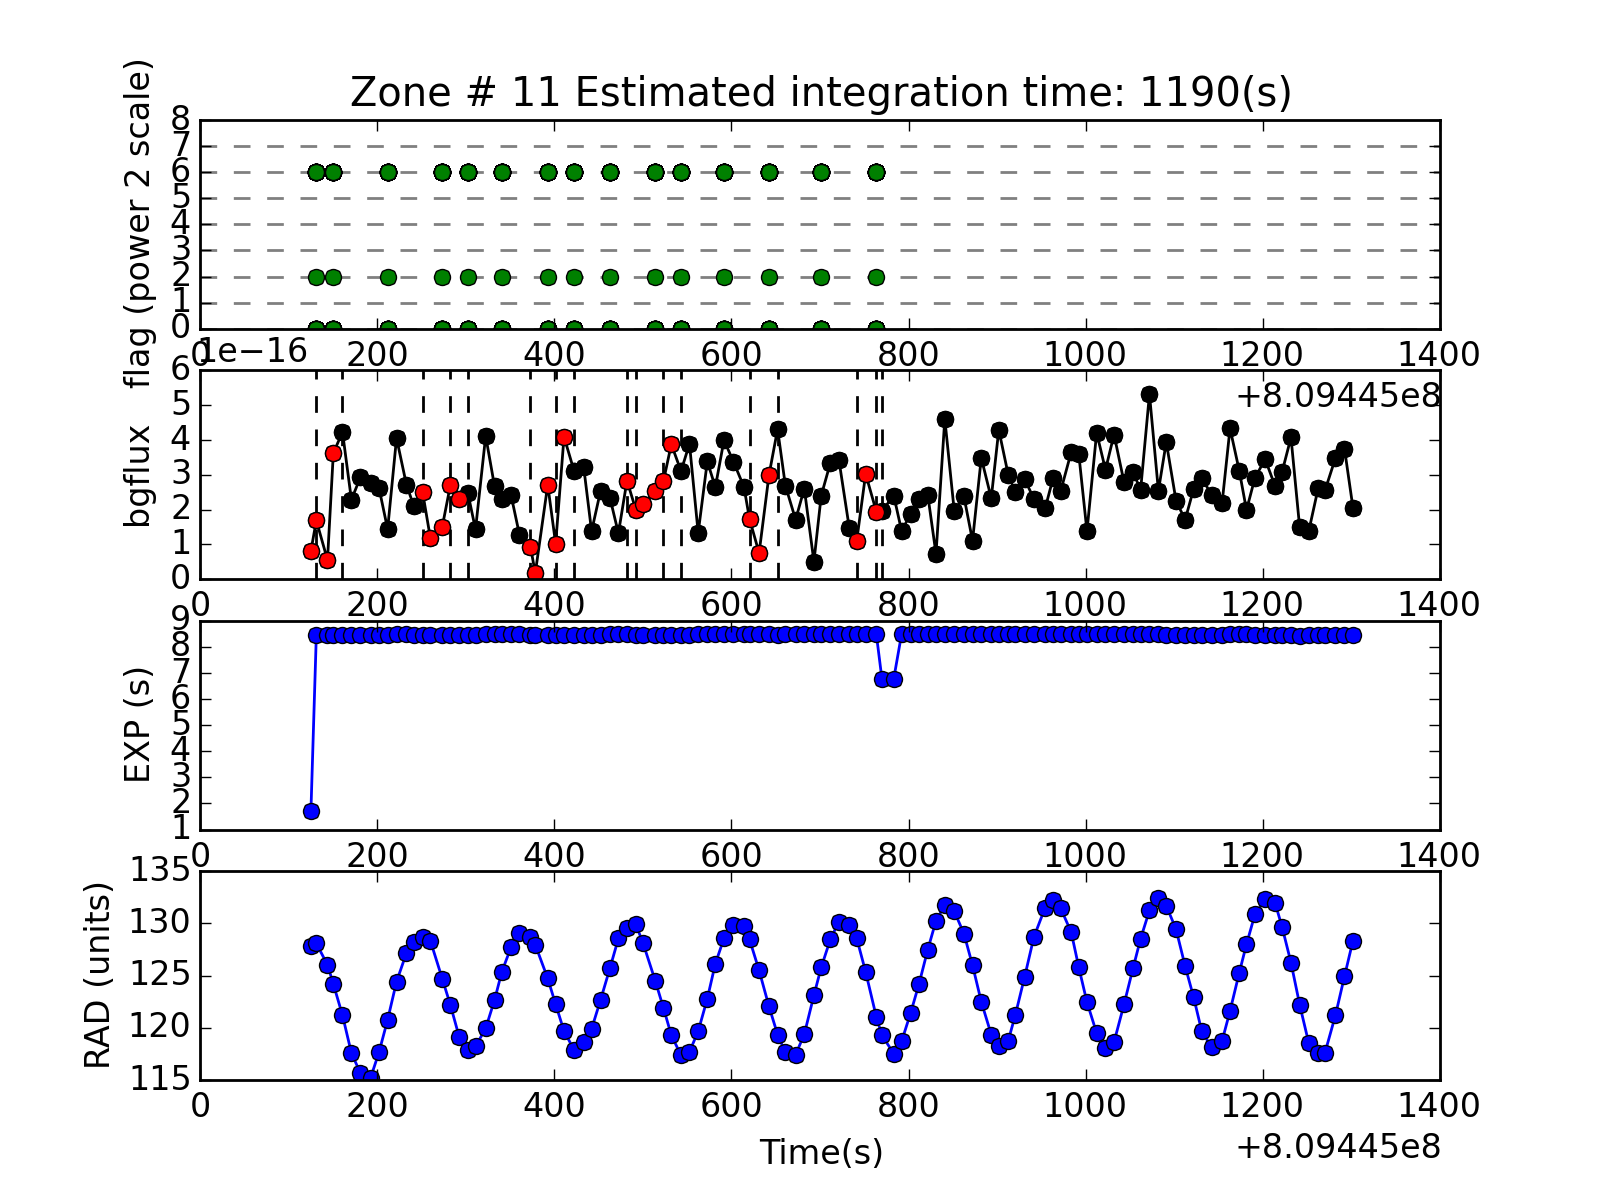 Zone # 11 Estimated integration time: 1190(s)
flag (power 2 scale)
8
7
6
5
4
3
2
1
0
0 200 400 600 800 1000 1200 1400
+8.09445e8
1e−16
bgflux
6
5
4
3
2
1
0
0 200 400 600 800 1000 1200 1400
EXP (s)
9
8
7
6
5
4
3
2
1
0 200 400 600 800 1000 1200 1400
RAD (units)
135
130
125
120
115
0 200 400 600 800 1000 1200 1400
Time(s)
+8.09445e8